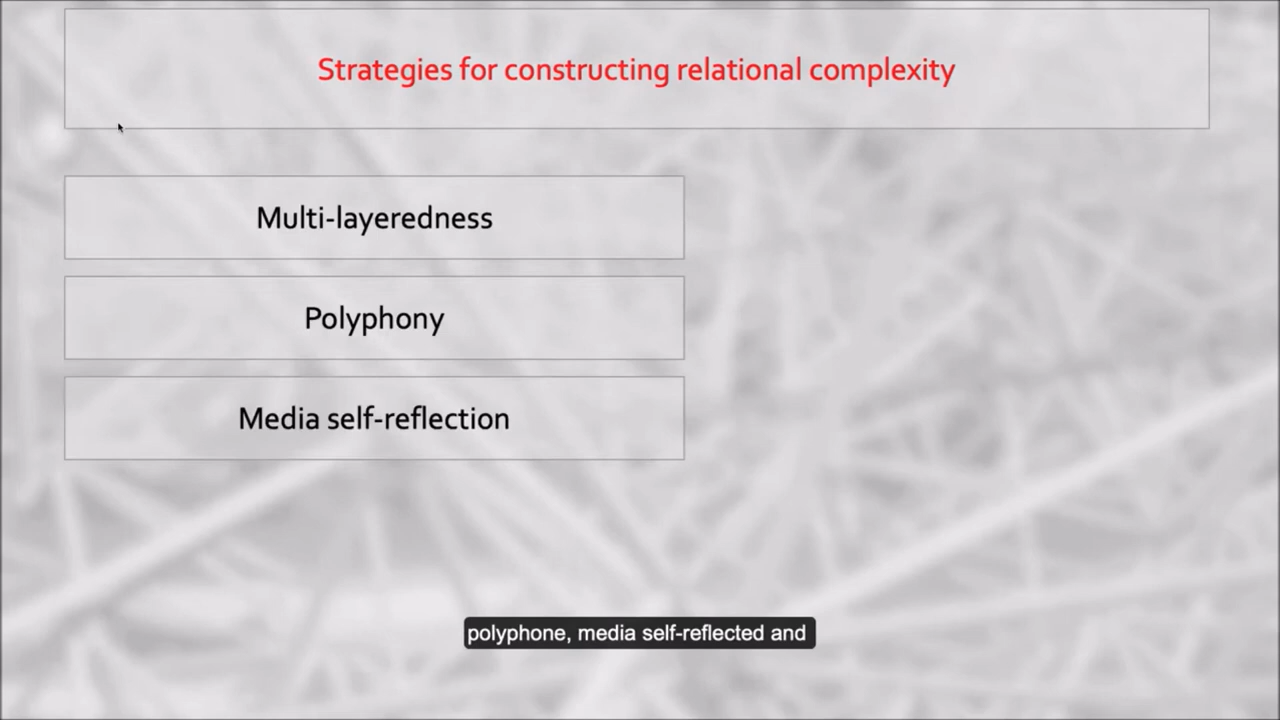 Strategies for constructing relational complexity
Multi-layeredness
Polyphony
Media self-reflection
polyphone, media self-reflected and